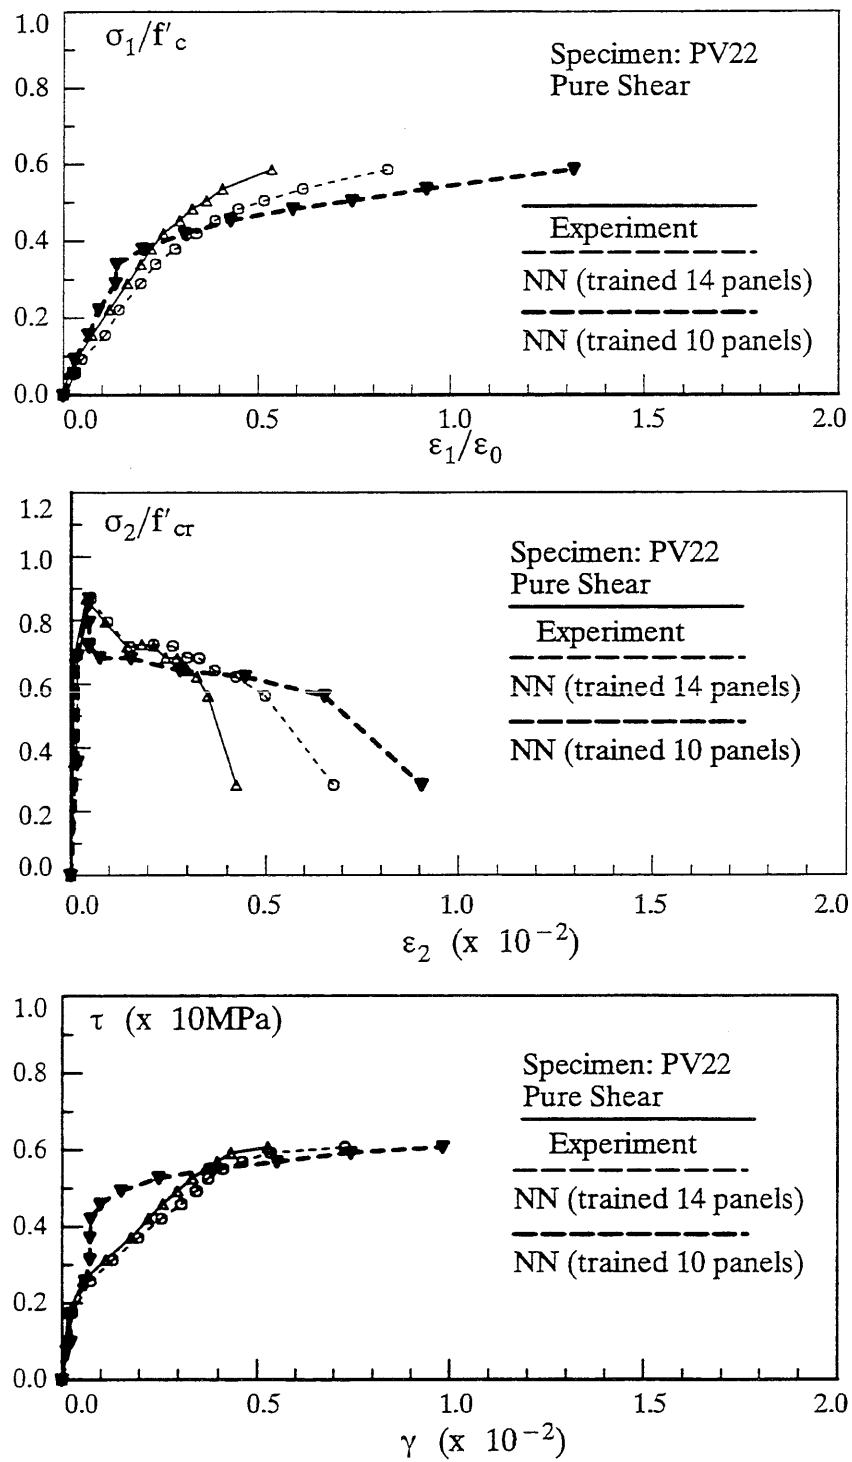 σ1/f'c
Specimen: PV22
Pure Shear
Experiment
NN (trained 14 panels)
NN (trained 10 panels)
1.0
0.8
0.6
0.4
0.2
0.0
0.0 0.5 1.0 1.5 2.0
ε1/ε0
σ2/f'cr
Specimen: PV22
Pure Shear
Experiment
NN (trained 14 panels)
NN (trained 10 panels)
1.2
1.0
0.8
0.6
0.4
0.2
0.0
0.0 0.5 1.0 1.5 2.0
ε2 (x 10−2)
τ (x 10MPa)
Specimen: PV22
Pure Shear
Experiment
NN (trained 14 panels)
NN (trained 10 panels)
1.0
0.8
0.6
0.4
0.2
0.0
0.0 0.5 1.0 1.5 2.0
γ (x 10−2)